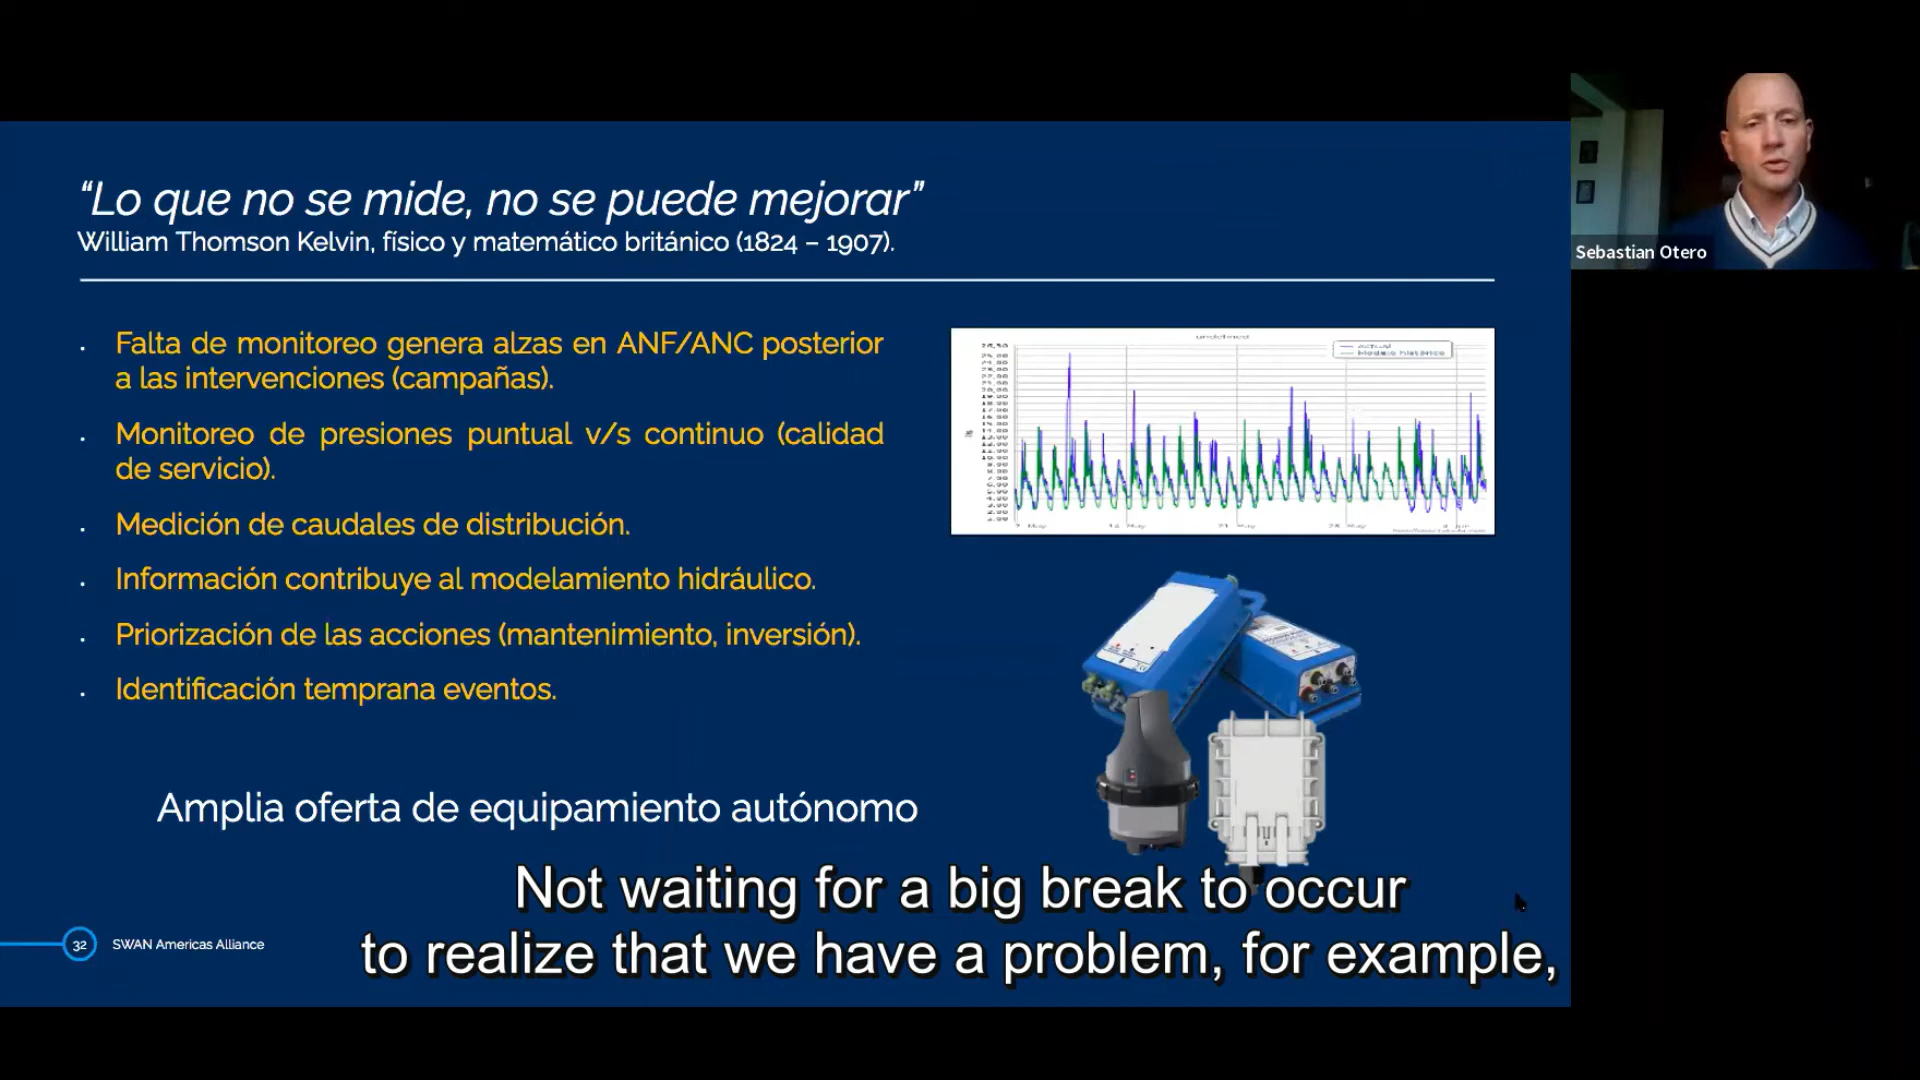 “Lo que no se mide, no se puede mejorar”
William Thomson Kelvin, físico y matemático británico (1824 – 1907).
Sebastian Otero
Falta de monitoreo genera alzas en ANF/ANC posterior
a las intervenciones (campañas).
Monitoreo de presiones puntual v/s continuo (calidad
de servicio).
Medición de caudales de distribución.
Información contribuye al modelamiento hidráulico.
Priorización de las acciones (mantenimiento, inversión).
Identificación temprana eventos.
undefined
Actual
Modelo histórico
Amplia oferta de equipamiento autónomo
Not waiting for a big break to occur
to realize that we have a problem, for example,
32 SWAN Americas Alliance